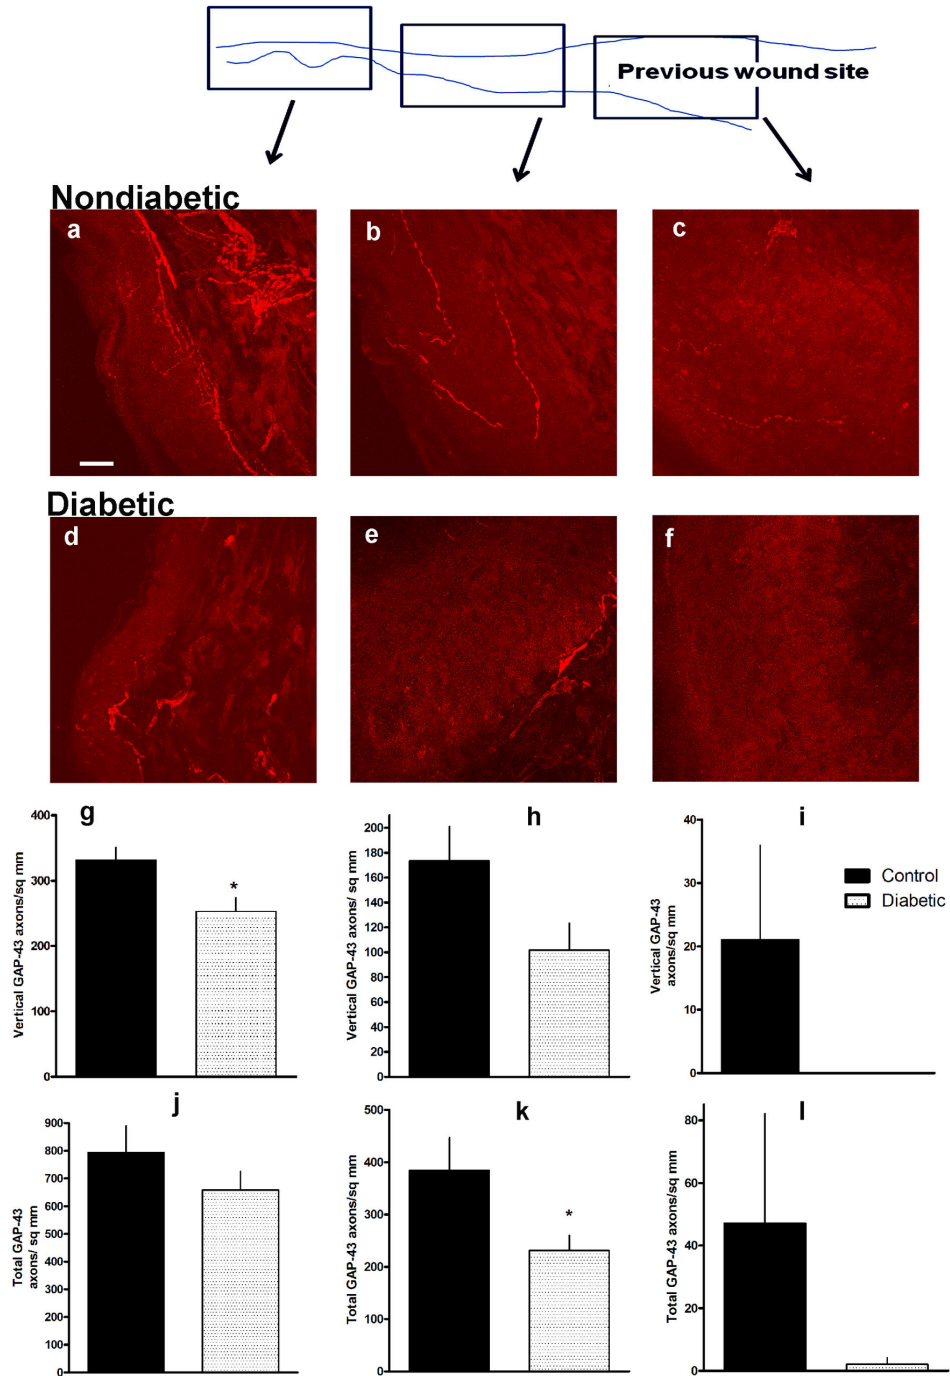 Previous wound site
Nondiabetic
a
b
c
Diabetic
d
e
f
g
400
300
200
100
0
Vertical GAP-43 axons/sq mm
*
h
200
180
160
140
120
100
80
60
40
20
0
Vertical GAP-43 axons/ sq mm
i
40
30
20
10
0
Vertical GAP-43
axons/sq mm
Control
Diabetic
j
900
800
700
600
500
400
300
200
100
0
Total GAP-43
axons/ sq mm
k
500
400
300
200
100
0
Total GAP-43 axons/sq mm
*
l
80
60
40
20
0
Total GAP-43 axons/sq mm